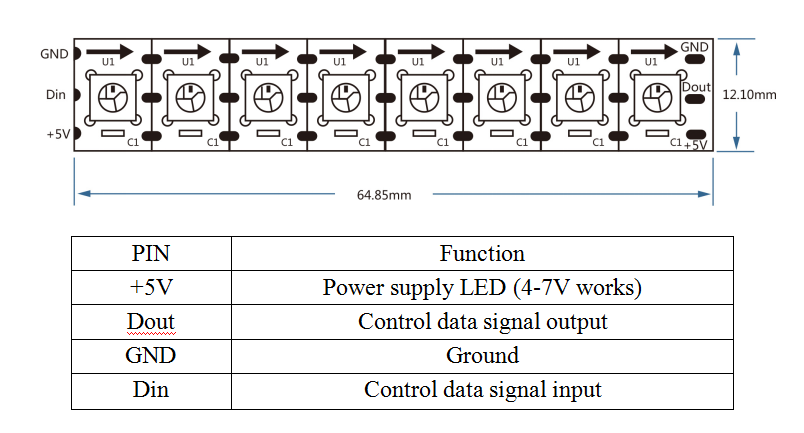 GND U1 U1 U1 U1 U1 U1 U1 U1 GND
Din Dout 12.10mm
+5V C1 C1 C1 C1 C1 C1 C1 C1 +5V
64.85mm
PIN Function
+5V Power supply LED (4-7V works)
Dout Control data signal output
GND Ground
Din Control data signal input